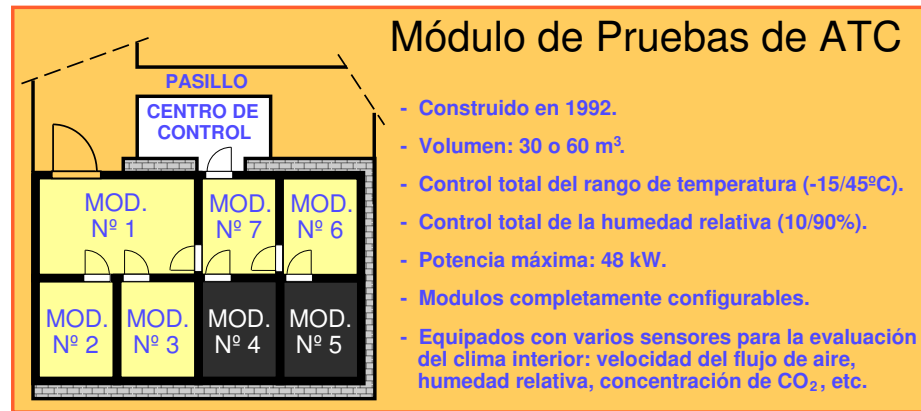 Módulo de Pruebas de ATC
PASILLO
CENTRO DE
CONTROL
MOD.
Nº 1
MOD.
Nº 7
MOD.
Nº 6
MOD.
Nº 2
MOD.
Nº 3
MOD.
Nº 4
MOD.
Nº 5
- Construido en 1992.
- Volumen: 30 o 60 m³.
- Control total del rango de temperatura (-15/45ºC).
- Control total de la humedad relativa (10/90%).
- Potencia máxima: 48 kW.
- Modulos completamente configurables.
- Equipados con varios sensores para la evaluación
del clima interior: velocidad del flujo de aire,
humedad relativa, concentración de CO₂, etc.